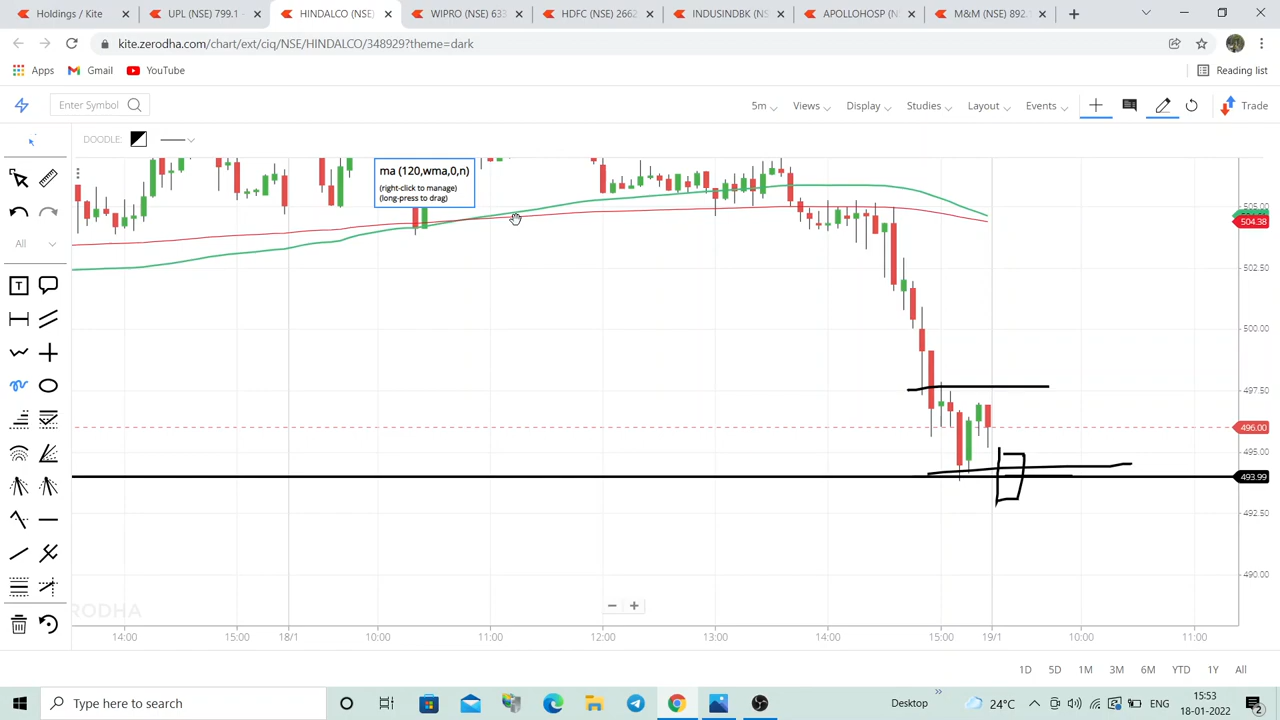 Holdings / Kite
UPL (NSE) 799.1
HINDALCO (NSE)
WIPRO (NSE) 633
HDFC (NSE) 2662
INDUSINDBK (NSE
APOLLOHOSP (NS
M&M (NSE) 892.
kite.zerodha.com/chart/ext/ciq/NSE/HINDALCO/348929?theme=dark
Apps
Gmail
YouTube
Reading list
Enter Symbol
5m
Views
Display
Studies
Layout
Events
Trade
DOODLE:
ma (120,wma,0,n)
(right-click to manage)
(long-press to drag)
All
T
505.00
504.38
502.50
500.00
497.50
496.00
495.00
493.99
492.50
490.00
RODHA
14:00
15:00
18/1
10:00
11:00
12:00
13:00
14:00
15:00
19/1
10:00
11:00
1D
5D
1M
3M
6M
YTD
1Y
All
Type here to search
Desktop
24°C
ENG
15:53
18-01-2022
2